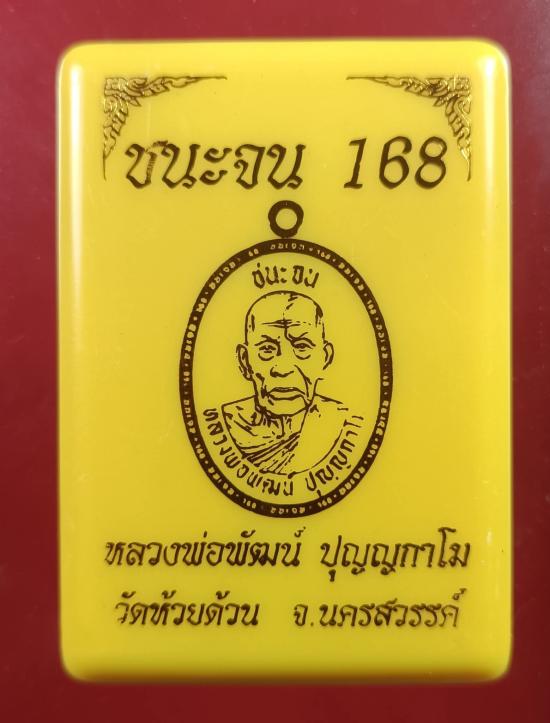 ชนะจน 168
ชนะจน
หลวงพ่อพัฒน์ ปุญฺญกาโม
หลวงพ่อพัฒน์ ปุญฺญกาโม
วัดห้วยด้วน จ.นครสวรรค์